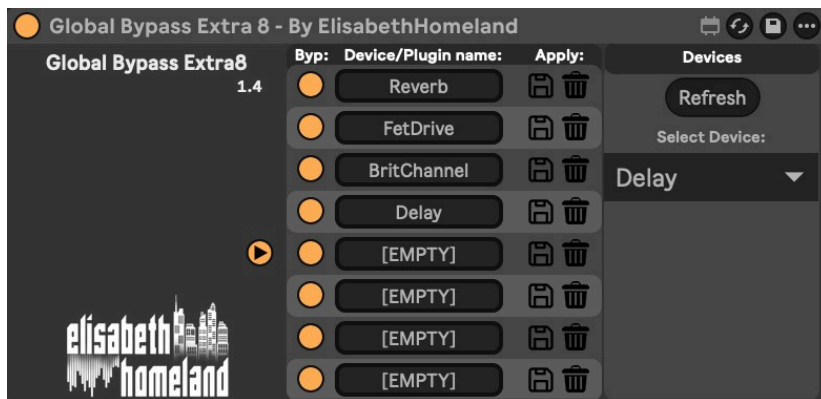 Global Bypass Extra 8 - By ElisabethHomeland
Global Bypass Extra8
1.4
elisabeth
homeland
Byp: Device/Plugin name: Apply:
Reverb
FetDrive
BritChannel
Delay
[EMPTY]
[EMPTY]
[EMPTY]
[EMPTY]
Devices
Refresh
Select Device:
Delay